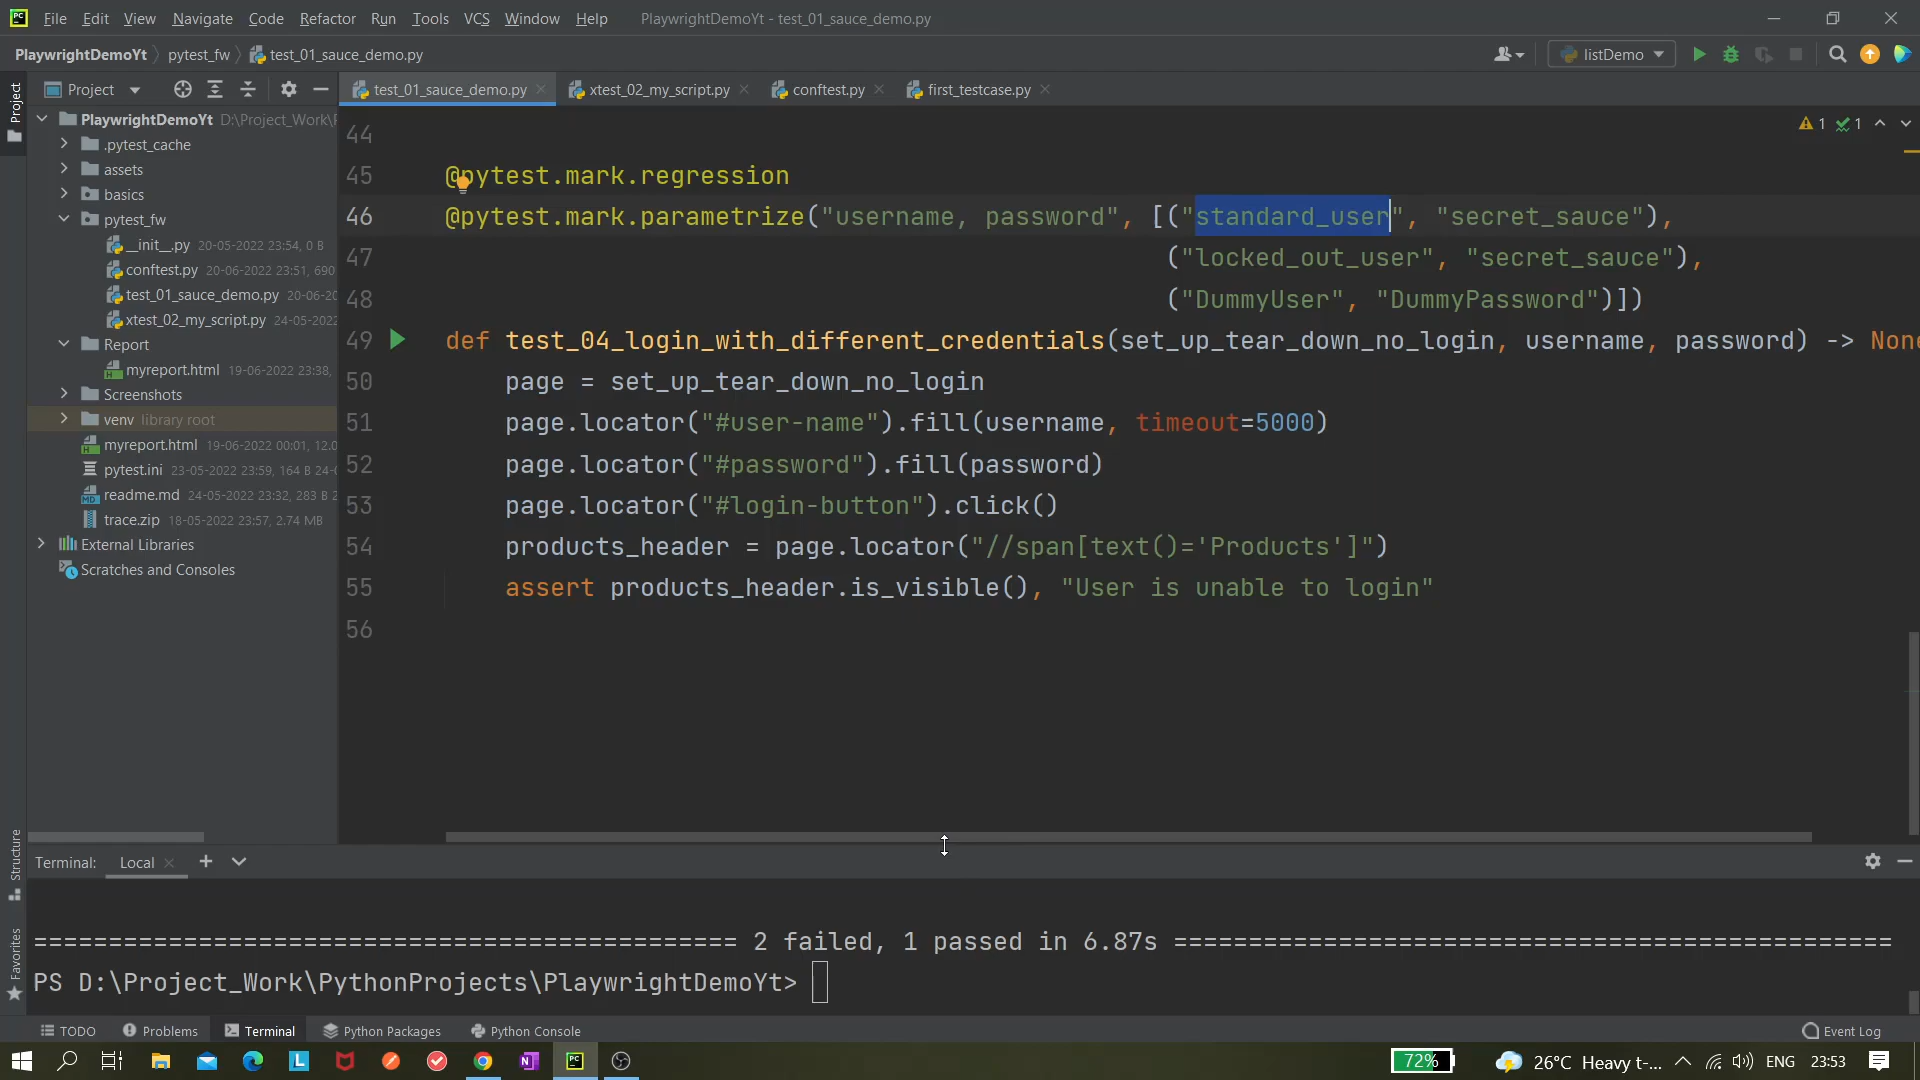 PC File Edit View Navigate Code Refactor Run Tools VCS Window Help PlaywrightDemoYt - test_01_sauce_demo.py
PlaywrightDemoYt pytest_fw test_01_sauce_demo.py listDemo
Project
Project
test_01_sauce_demo.py xtest_02_my_script.py conftest.py first_testcase.py
PlaywrightDemoYt D:\Project_Work\
.pytest_cache
assets
basics
pytest_fw
__init__.py 20-05-2022 23:54, 0 B
conftest.py 20-06-2022 23:51, 690
test_01_sauce_demo.py 20-06-20
xtest_02_my_script.py 24-05-2022
Report
myreport.html 19-06-2022 23:38,
Screenshots
venv library root
myreport.html 19-06-2022 00:01, 12.0
pytest.ini 23-05-2022 23:59, 164 B 24-0
readme.md 24-05-2022 23:32, 283 B 2
trace.zip 18-05-2022 23:57, 2.74 MB
External Libraries
Scratches and Consoles
1 1
44
45 @pytest.mark.regression
46 @pytest.mark.parametrize("username, password", [("standard_user", "secret_sauce"),
47 ("locked_out_user", "secret_sauce"),
48 ("DummyUser", "DummyPassword")])
49 def test_04_login_with_different_credentials(set_up_tear_down_no_login, username, password) -> None
50 page = set_up_tear_down_no_login
51 page.locator("#user-name").fill(username, timeout=5000)
52 page.locator("#password").fill(password)
53 page.locator("#login-button").click()
54 products_header = page.locator("//span[text()='Products']")
55 assert products_header.is_visible(), "User is unable to login"
56
Structure
Favorites
Terminal: Local
=============================================== 2 failed, 1 passed in 6.87s ================================================
PS D:\Project_Work\PythonProjects\PlaywrightDemoYt>
TODO Problems Terminal Python Packages Python Console Event Log
72% 26°C Heavy t-... ENG 23:53